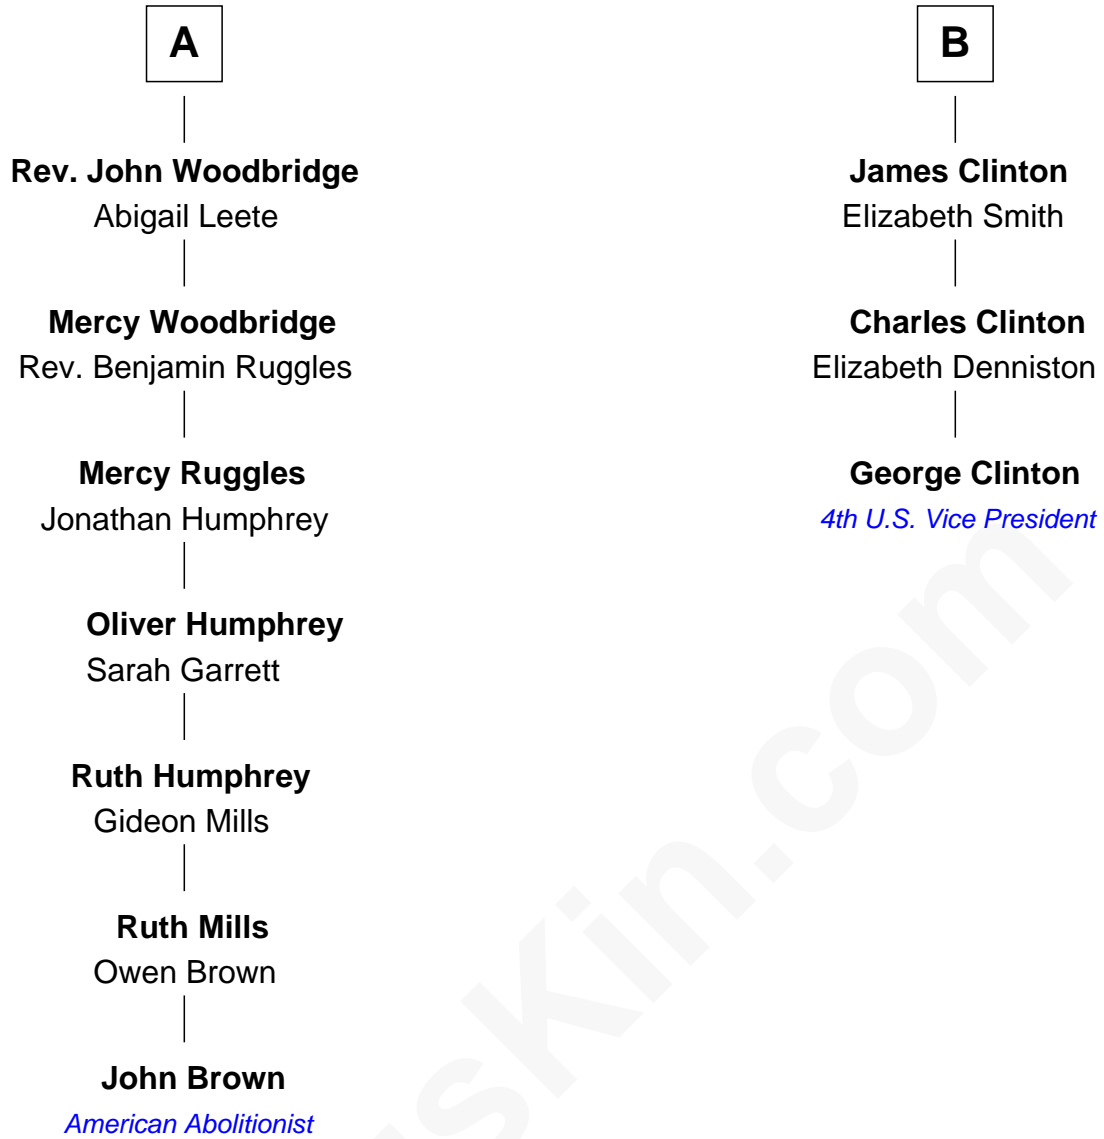 A
Rev. John Woodbridge
Abigail Leete
Mercy Woodbridge
Rev. Benjamin Ruggles
Mercy Ruggles
Jonathan Humphrey
Oliver Humphrey
Sarah Garrett
Ruth Humphrey
Gideon Mills
Ruth Mills
Owen Brown
John Brown
American Abolitionist
B
James Clinton
Elizabeth Smith
Charles Clinton
Elizabeth Denniston
George Clinton
4th U.S. Vice President
sKin.com